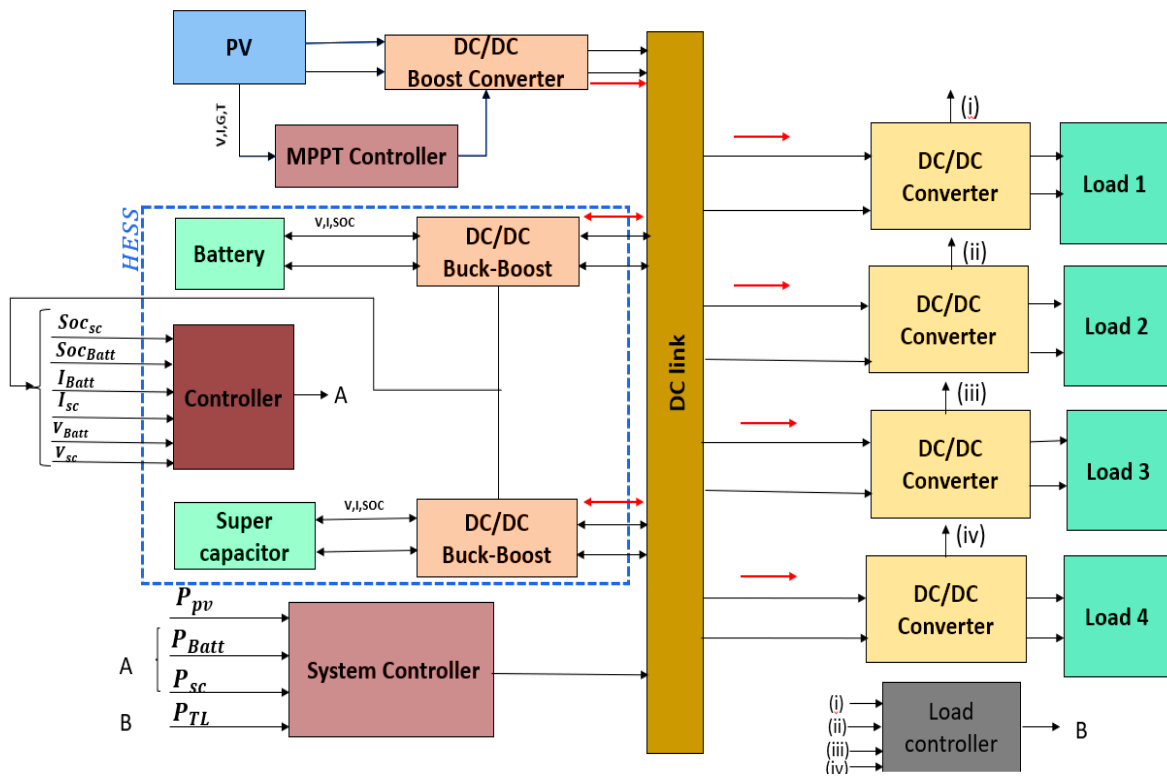 PV
DC/DC
Boost Converter
V,I,G,T
MPPT Controller
HESS
Battery
V,I,SOC
DC/DC
Buck-Boost
Soc_sc
Soc_Batt
I_Batt
I_sc
V_Batt
V_sc
Controller
A
Super
capacitor
V,I,SOC
DC/DC
Buck-Boost
P_pv
P_Batt
P_sc
P_TL
A
B
System Controller
DC link
(i)
DC/DC
Converter
Load 1
(ii)
DC/DC
Converter
Load 2
(iii)
DC/DC
Converter
Load 3
(iv)
DC/DC
Converter
Load 4
(i)
(ii)
(iii)
(iv)
Load
controller
B